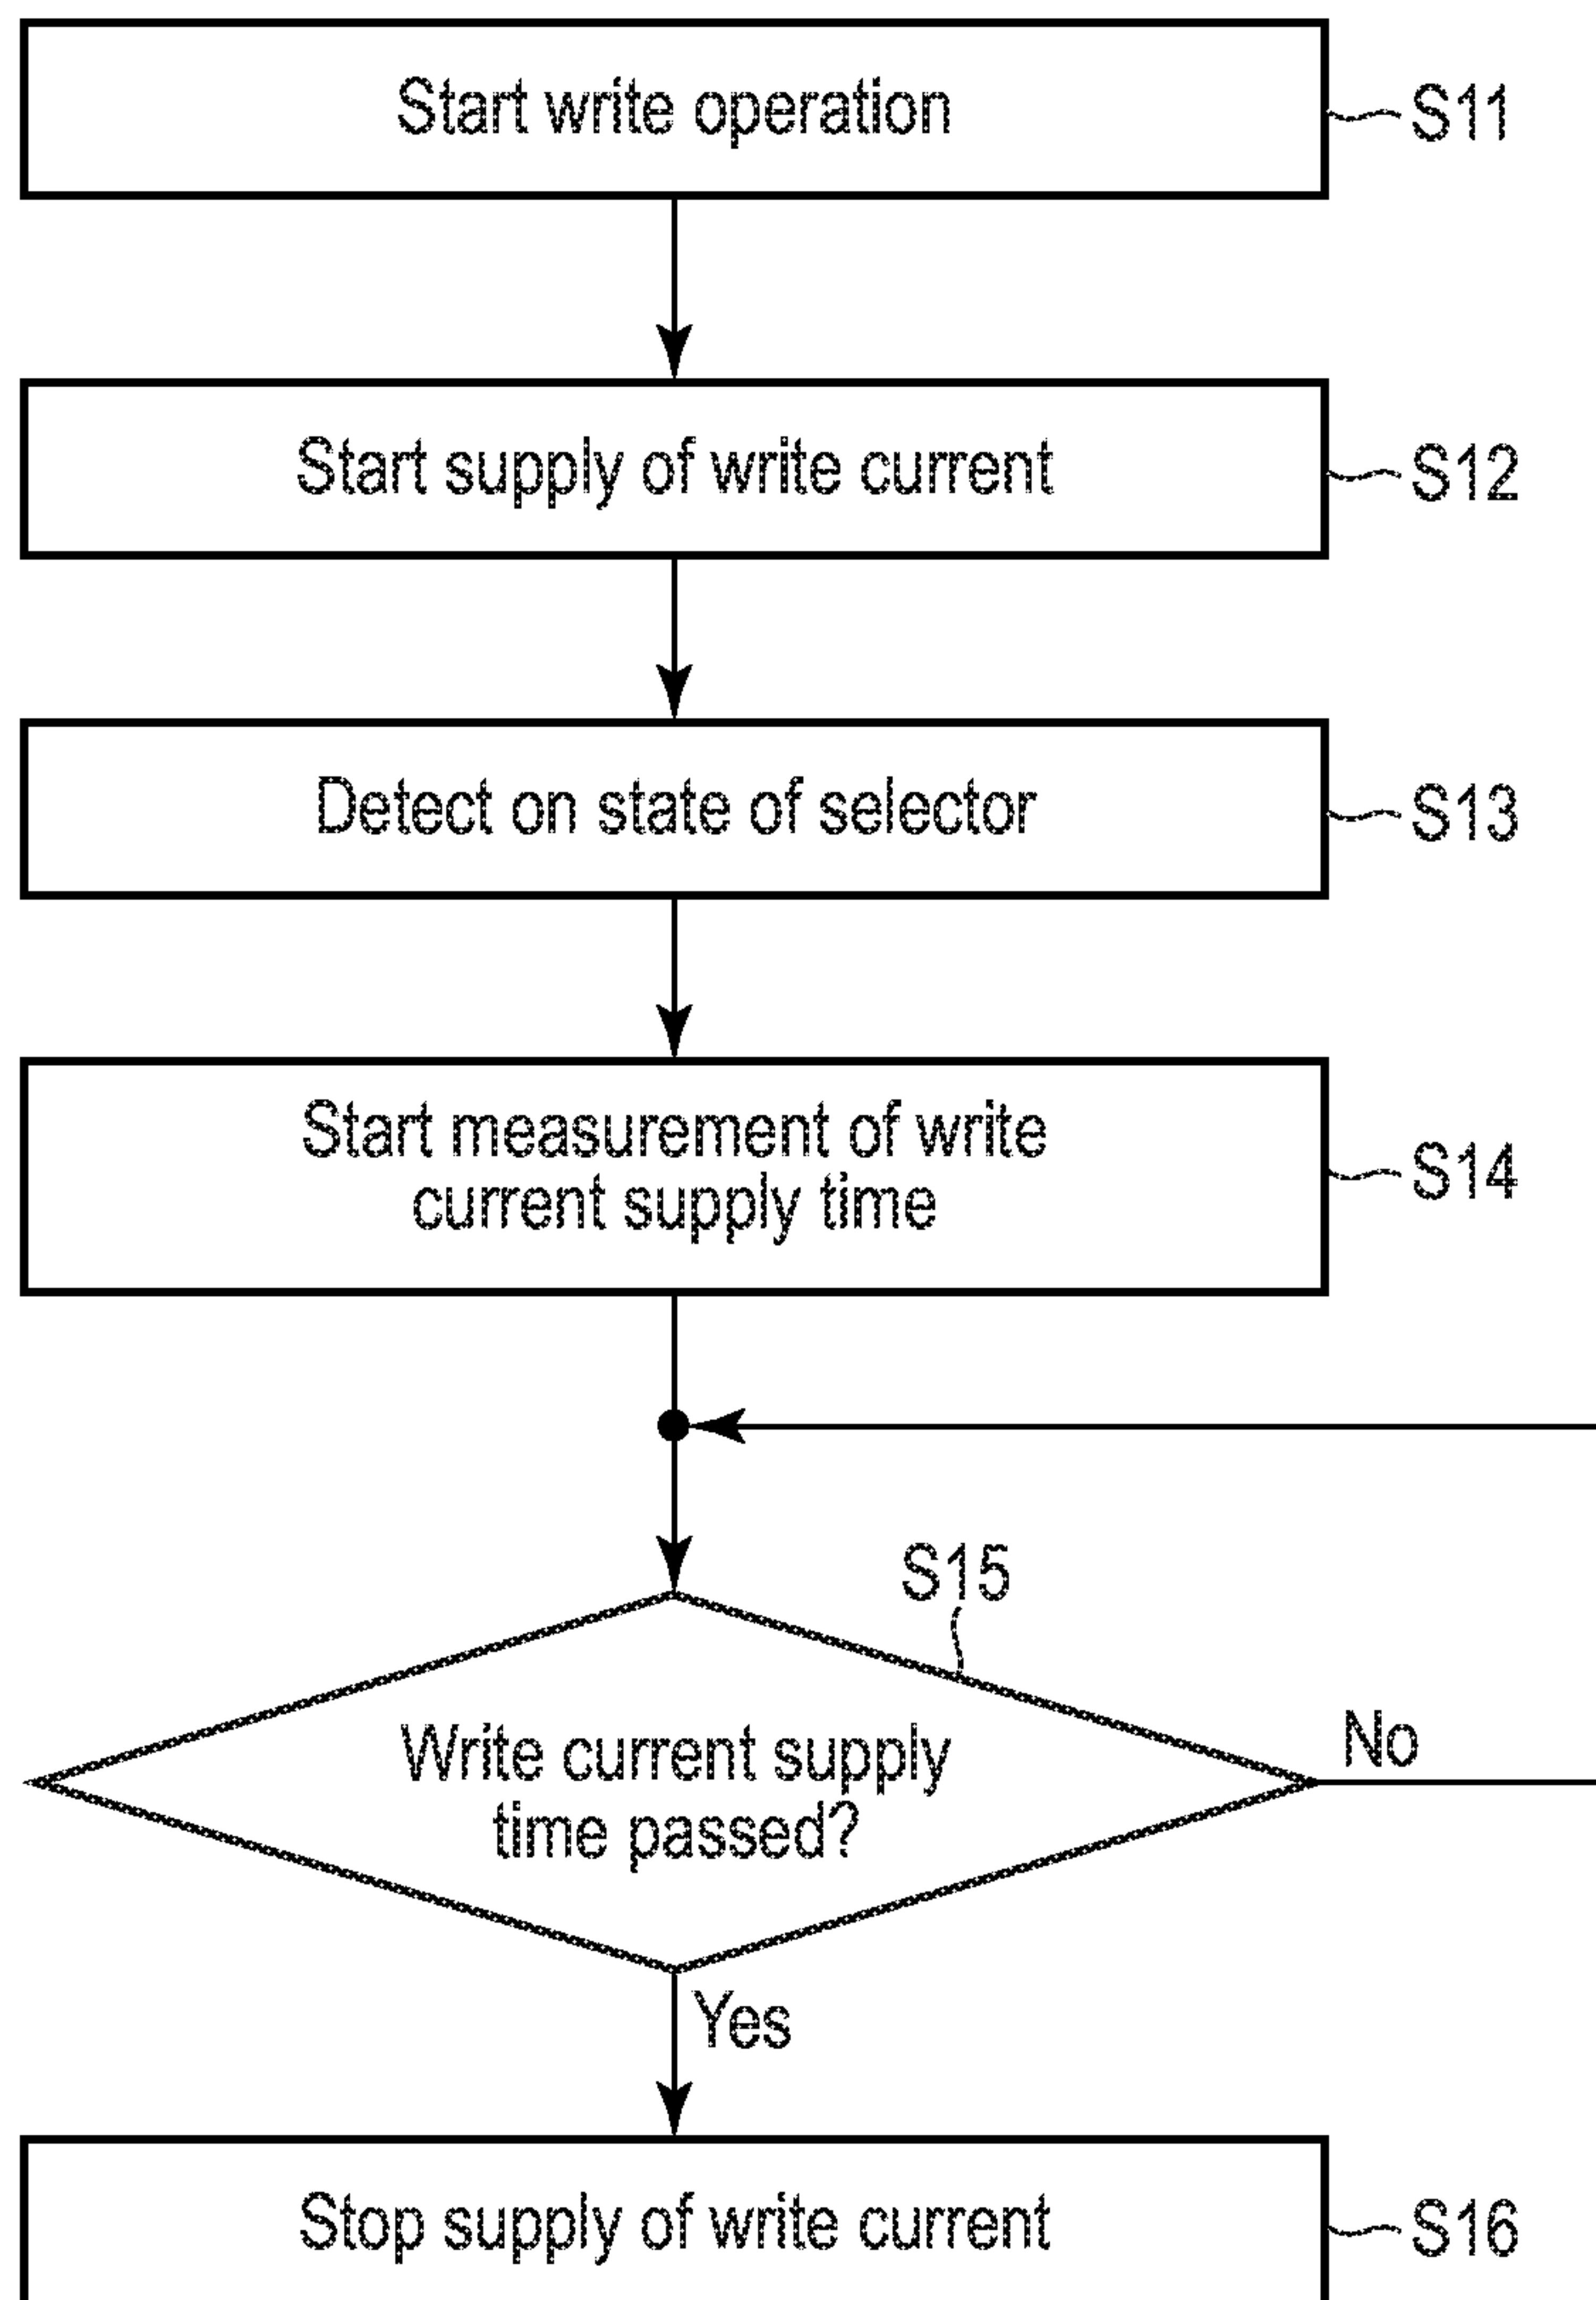 Start write operation
S11
Start supply of write current
S12
Detect on state of selector
S13
Start measurement of write
current supply time
S14
S15
Write current supply
time passed?
No
Yes
Stop supply of write current
S16